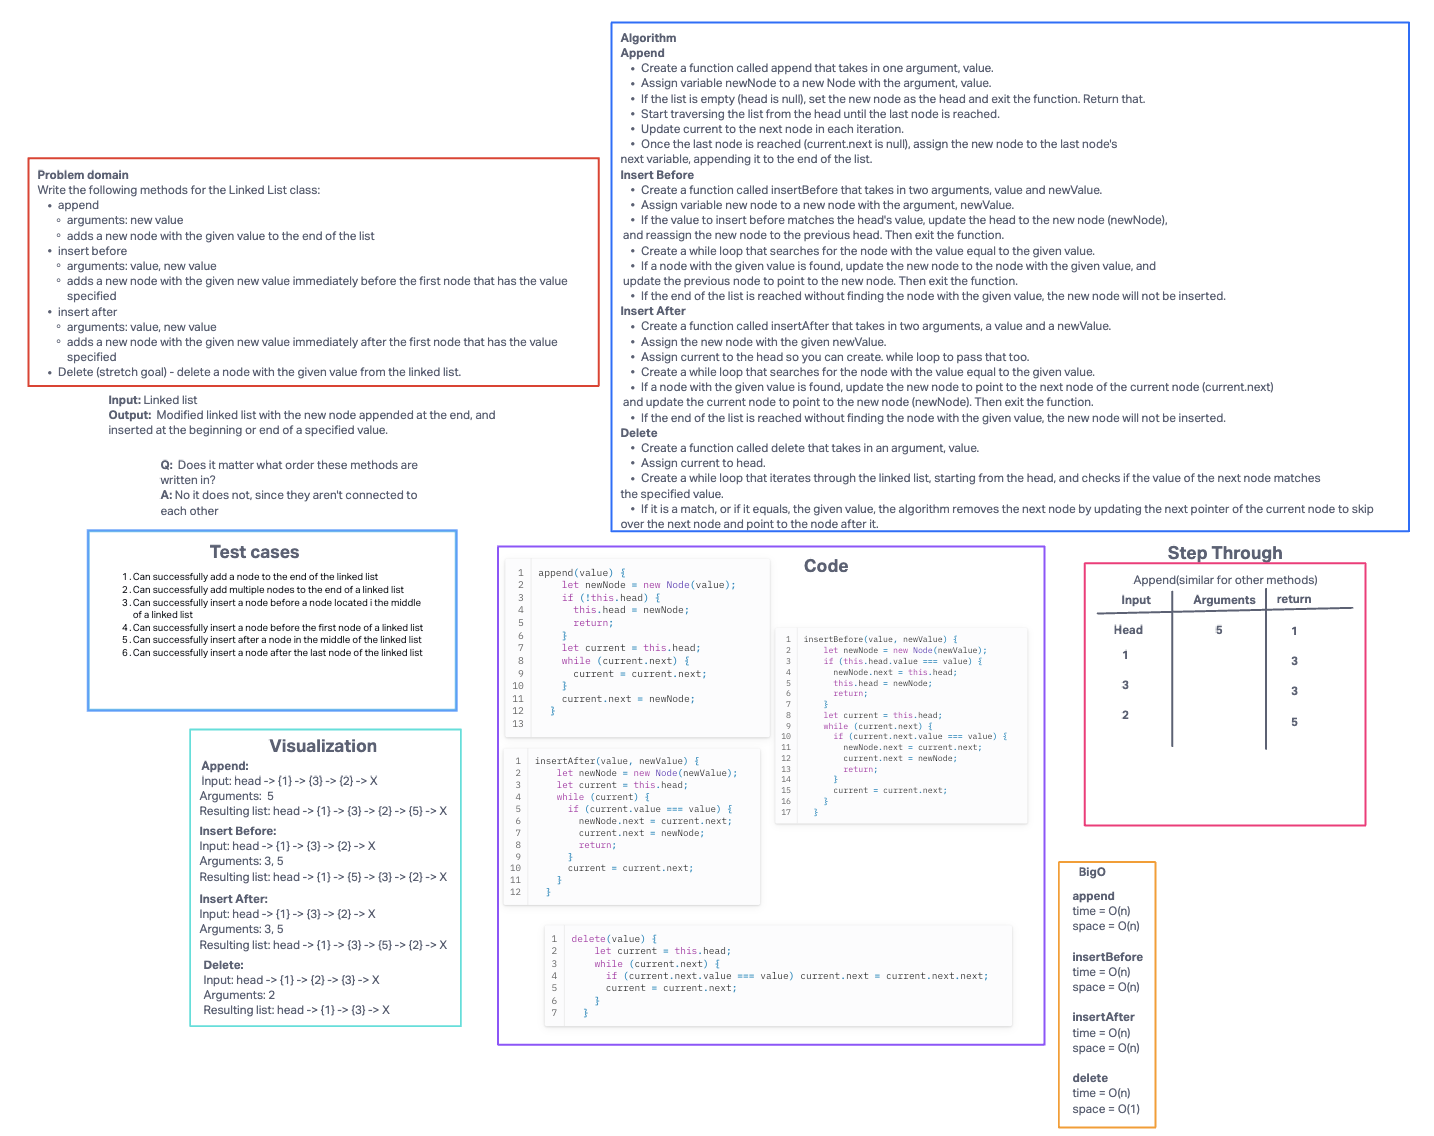 Problem domain
Write the following methods for the Linked List class:
• append
◦ arguments: new value
◦ adds a new node with the given value to the end of the list
• insert before
◦ arguments: value, new value
◦ adds a new node with the given new value immediately before the first node that has the value
specified
• insert after
◦ arguments: value, new value
◦ adds a new node with the given new value immediately after the first node that has the value
specified
• Delete (stretch goal) - delete a node with the given value from the linked list.
Input: Linked list
Output: Modified linked list with the new node appended at the end, and
inserted at the beginning or end of a specified value.
Q: Does it matter what order these methods are
written in?
A: No it does not, since they aren't connected to
each other
Algorithm
Append
• Create a function called append that takes in one argument, value.
• Assign variable newNode to a new Node with the argument, value.
• If the list is empty (head is null), set the new node as the head and exit the function. Return that.
• Start traversing the list from the head until the last node is reached.
• Update current to the next node in each iteration.
• Once the last node is reached (current.next is null), assign the new node to the last node's
next variable, appending it to the end of the list.
Insert Before
• Create a function called insertBefore that takes in two arguments, value and newValue.
• Assign variable new node to a new node with the argument, newValue.
• If the value to insert before matches the head's value, update the head to the new node (newNode),
and reassign the new node to the previous head. Then exit the function.
• Create a while loop that searches for the node with the value equal to the given value.
• If a node with the given value is found, update the new node to the node with the given value, and
update the previous node to point to the new node. Then exit the function.
• If the end of the list is reached without finding the node with the given value, the new node will not be inserted.
Insert After
• Create a function called insertAfter that takes in two arguments, a value and a newValue.
• Assign the new node with the given newValue.
• Assign current to the head so you can create. while loop to pass that too.
• Create a while loop that searches for the node with the value equal to the given value.
• If a node with the given value is found, update the new node to point to the next node of the current node (current.next)
and update the current node to point to the new node (newNode). Then exit the function.
• If the end of the list is reached without finding the node with the given value, the new node will not be inserted.
Delete
• Create a function called delete that takes in an argument, value.
• Assign current to head.
• Create a while loop that iterates through the linked list, starting from the head, and checks if the value of the next node matches
the specified value.
• If it is a match, or if it equals, the given value, the algorithm removes the next node by updating the next pointer of the current node to skip
over the next node and point to the node after it.
Test cases
1. Can successfully add a node to the end of the linked list
2. Can successfully add multiple nodes to the end of a linked list
3. Can successfully insert a node before a node located i the middle
of a linked list
4. Can successfully insert a node before the first node of a linked list
5. Can successfully insert after a node in the middle of the linked list
6. Can successfully insert a node after the last node of the linked list
Visualization
Append:
Input: head -> {1} -> {3} -> {2} -> X
Arguments: 5
Resulting list: head -> {1} -> {3} -> {2} -> {5} -> X
Insert Before:
Input: head -> {1} -> {3} -> {2} -> X
Arguments: 3, 5
Resulting list: head -> {1} -> {5} -> {3} -> {2} -> X
Insert After:
Input: head -> {1} -> {3} -> {2} -> X
Arguments: 3, 5
Resulting list: head -> {1} -> {3} -> {5} -> {2} -> X
Delete:
Input: head -> {1} -> {2} -> {3} -> X
Arguments: 2
Resulting list: head -> {1} -> {3} -> X
Code
1 append(value) {
2 let newNode = new Node(value);
3 if (!this.head) {
4 this.head = newNode;
5 return;
6 }
7 let current = this.head;
8 while (current.next) {
9 current = current.next;
10 }
11 current.next = newNode;
12 }
13
1 insertBefore(value, newValue) {
2 let newNode = new Node(newValue);
3 if (this.head.value === value) {
4 newNode.next = this.head;
5 this.head = newNode;
6 return;
7 }
8 let current = this.head;
9 while (current.next) {
10 if (current.next.value === value) {
11 newNode.next = current.next;
12 current.next = newNode;
13 return;
14 }
15 current = current.next;
16 }
17 }
1 insertAfter(value, newValue) {
2 let newNode = new Node(newValue);
3 let current = this.head;
4 while (current) {
5 if (current.value === value) {
6 newNode.next = current.next;
7 current.next = newNode;
8 return;
9 }
10 current = current.next;
11 }
12 }
1 delete(value) {
2 let current = this.head;
3 while (current.next) {
4 if (current.next.value === value) current.next = current.next.next;
5 current = current.next;
6 }
7 }
Step Through
Append(similar for other methods)
Input Arguments return
Head 5 1
1 3
3 3
2 5
BigO
append
time = O(n)
space = O(n)
insertBefore
time = O(n)
space = O(n)
insertAfter
time = O(n)
space = O(n)
delete
time = O(n)
space = O(1)